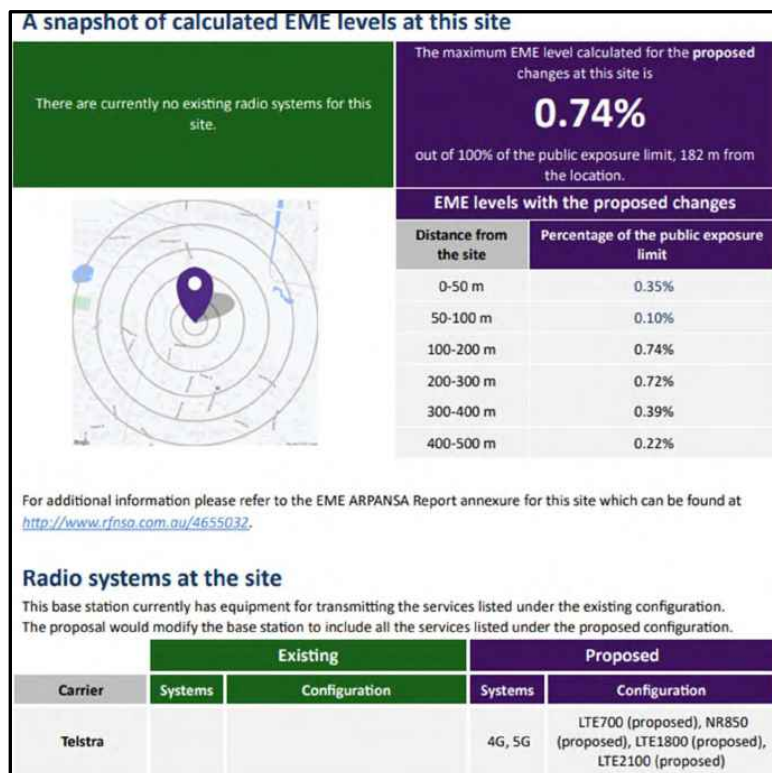 A snapshot of calculated EME levels at this site
There are currently no existing radio systems for this
site.
The maximum EME level calculated for the proposed
changes at this site is
0.74%
out of 100% of the public exposure limit, 182 m from
the location.
EME levels with the proposed changes
Distance from
the site
Percentage of the public exposure
limit
0-50 m 0.35%
50-100 m 0.10%
100-200 m 0.74%
200-300 m 0.72%
300-400 m 0.39%
400-500 m 0.22%
For additional information please refer to the EME ARPANSA Report annexure for this site which can be found at
http://www.rfnsa.com.au/4655032.
Radio systems at the site
This base station currently has equipment for transmitting the services listed under the existing configuration.
The proposal would modify the base station to include all the services listed under the proposed configuration.
Existing Proposed
Carrier Systems Configuration Systems Configuration
Telstra 4G, 5G
LTE700 (proposed), NR850
(proposed), LTE1800 (proposed),
LTE2100 (proposed)